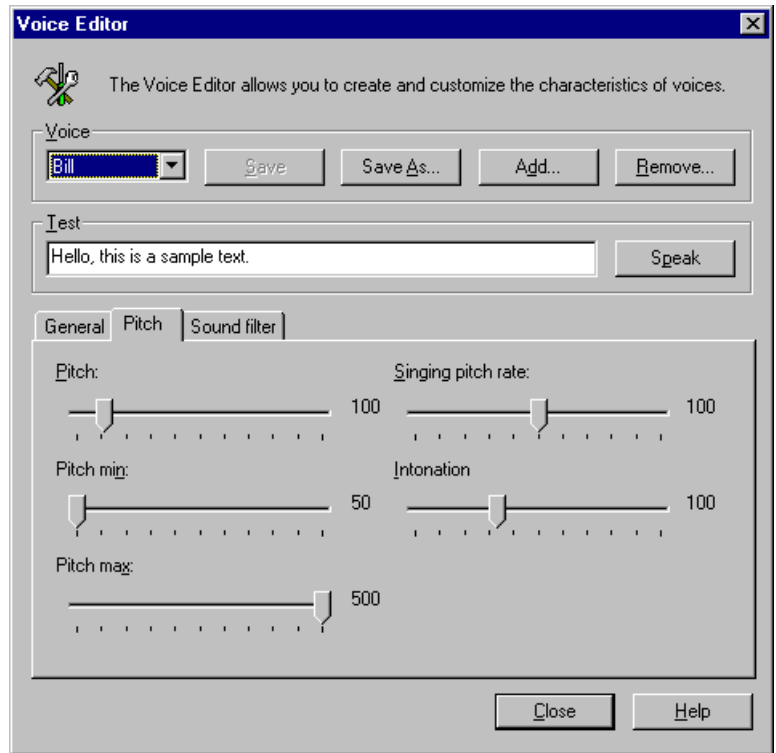 Voice Editor
The Voice Editor allows you to create and customize the characteristics of voices.
Voice
Bill Save Save As... Add... Remove...
Test
Hello, this is a sample text. Speak
General Pitch Sound filter
Pitch: Singing pitch rate:
100 100
Pitch min: Intonation
50 100
Pitch max:
500
Close Help